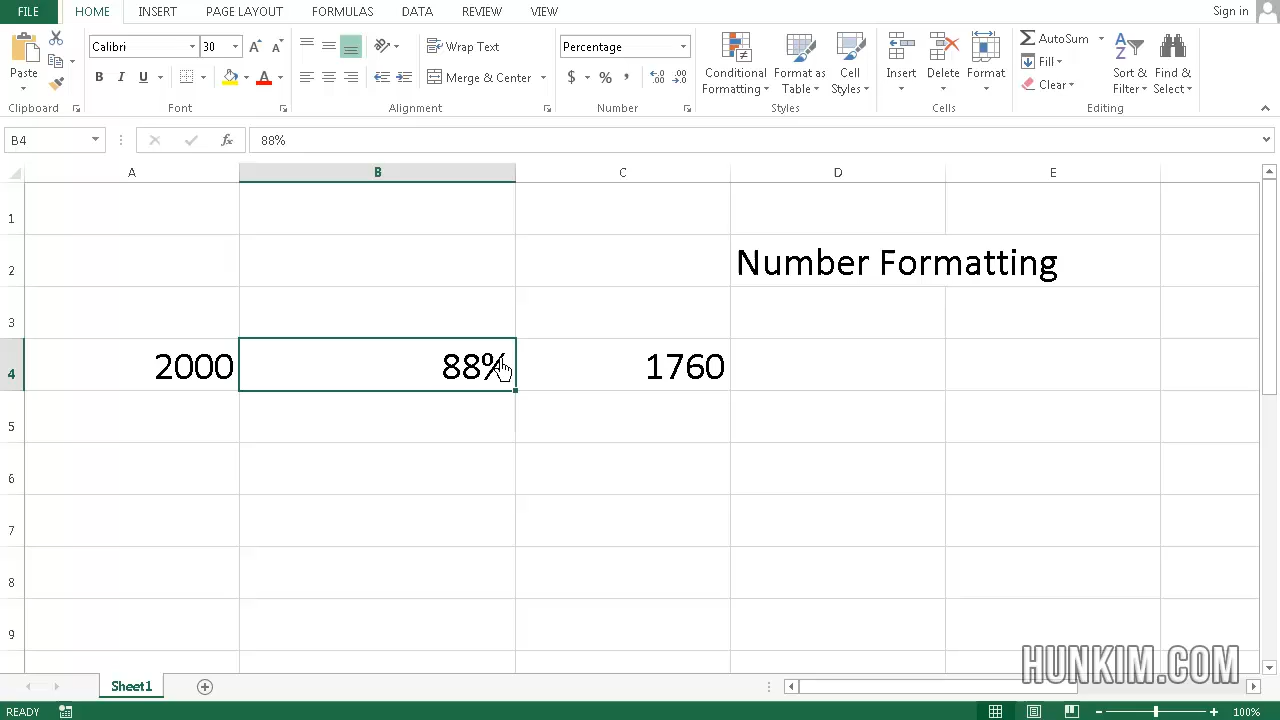 FILE HOME INSERT PAGE LAYOUT FORMULAS DATA REVIEW VIEW Sign in
Calibri 30 Wrap Text Percentage AutoSum
Paste Conditional Format as Cell Insert Delete Format Fill Sort & Find &
B I U A Merge & Center $ % , Formatting Table Styles Clear Filter Select
Clipboard Font Alignment Number Styles Cells Editing
B4 fx 88%
A B C D E
1
2 Number Formatting
3
4 2000 88% 1760
5
6
7
8
9
HUNKIM.COM
Sheet1
READY 100%